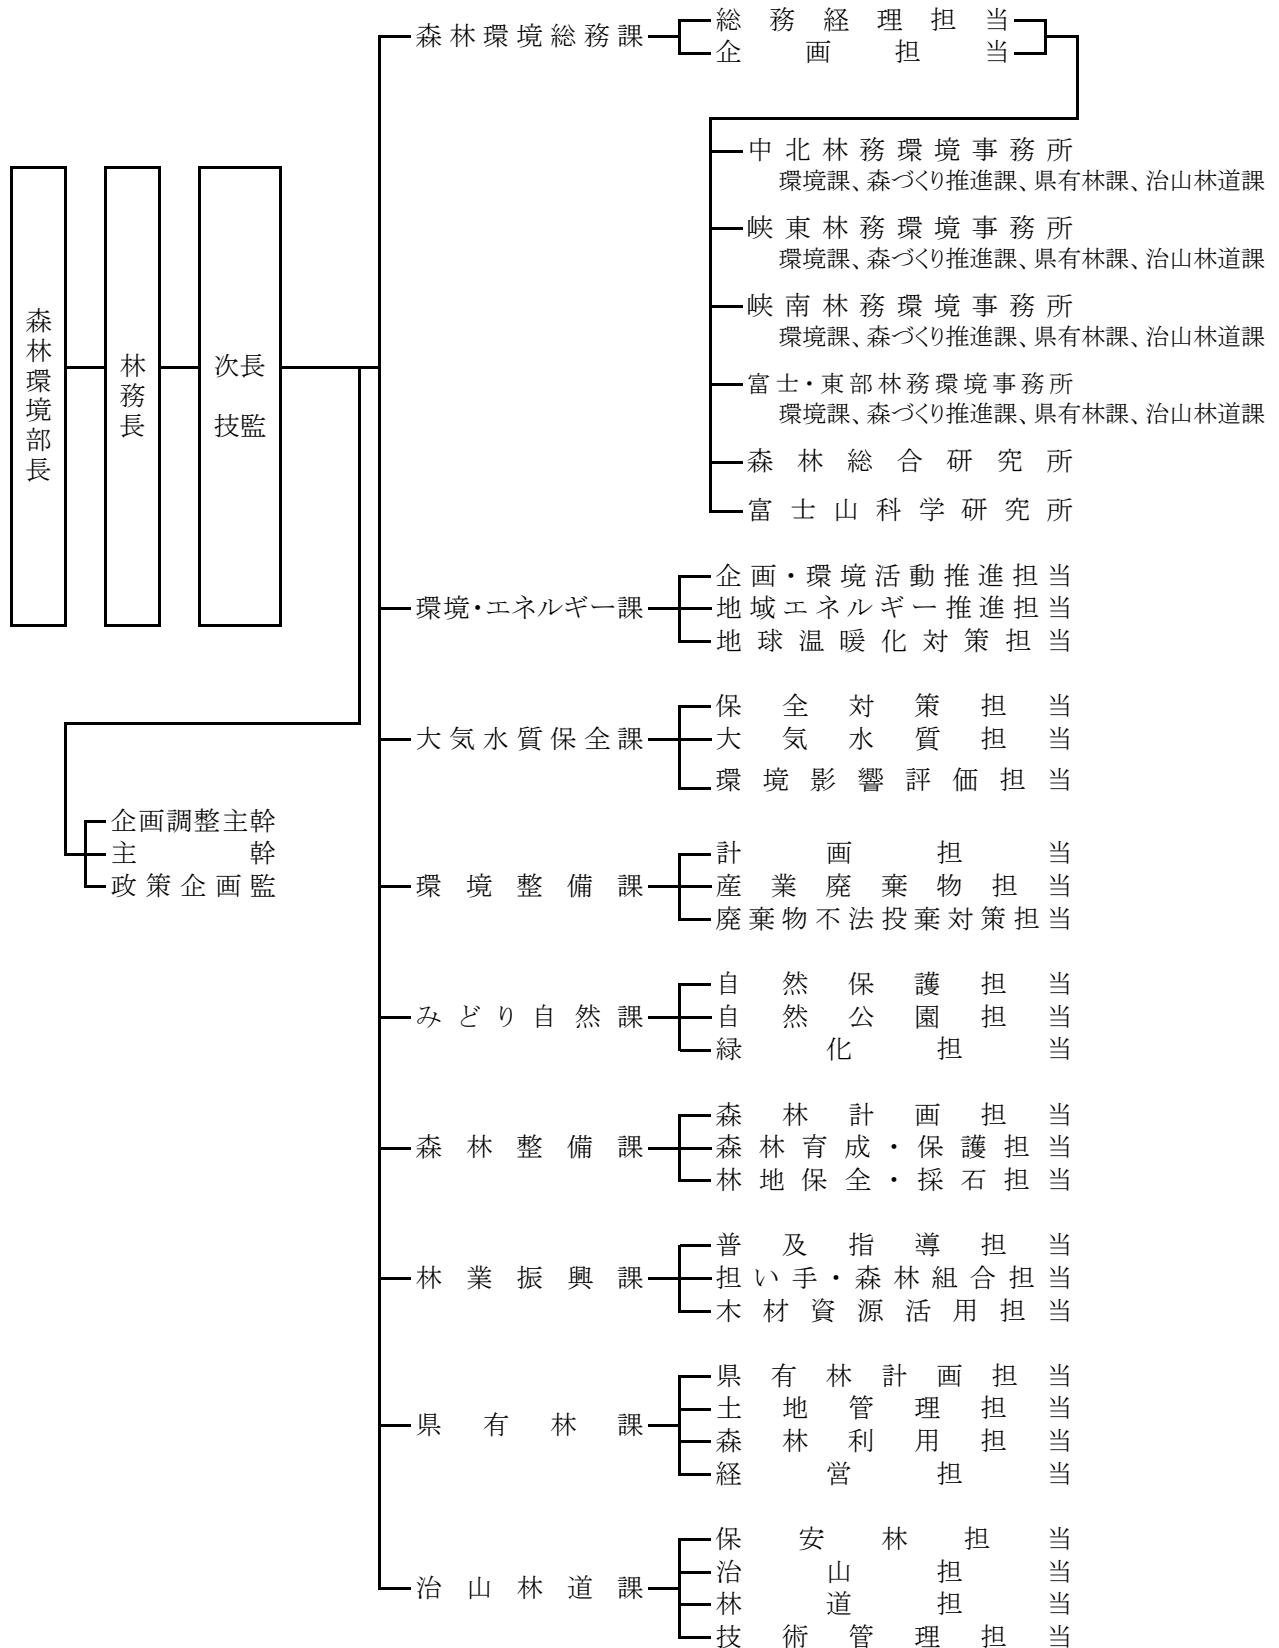 森林環境部長
林務長
次長
技監
企画調整主幹
主幹
政策企画監
森林環境総務課
総務経理担当
企画担当
中北林務環境事務所
環境課、森づくり推進課、県有林課、治山林道課
峡東林務環境事務所
環境課、森づくり推進課、県有林課、治山林道課
峡南林務環境事務所
環境課、森づくり推進課、県有林課、治山林道課
富士・東部林務環境事務所
環境課、森づくり推進課、県有林課、治山林道課
森林総合研究所
富士山科学研究所
環境・エネルギー課
企画・環境活動推進担当
地域エネルギー推進担当
地球温暖化対策担当
大気水質保全課
保全対策担当
大気水質担当
環境影響評価担当
環境整備課
計画担当
産業廃棄物担当
廃棄物不法投棄対策担当
みどり自然課
自然保護担当
自然公園担当
緑化担当
森林整備課
森林計画担当
森林育成・保護担当
林地保全・採石担当
林業振興課
普及指導担当
担い手・森林組合担当
木材資源活用担当
県有林課
県有林計画担当
土地管理担当
森林利用担当
経営担当
治山林道課
保安林担当
治山担当
林道担当
技術管理担当